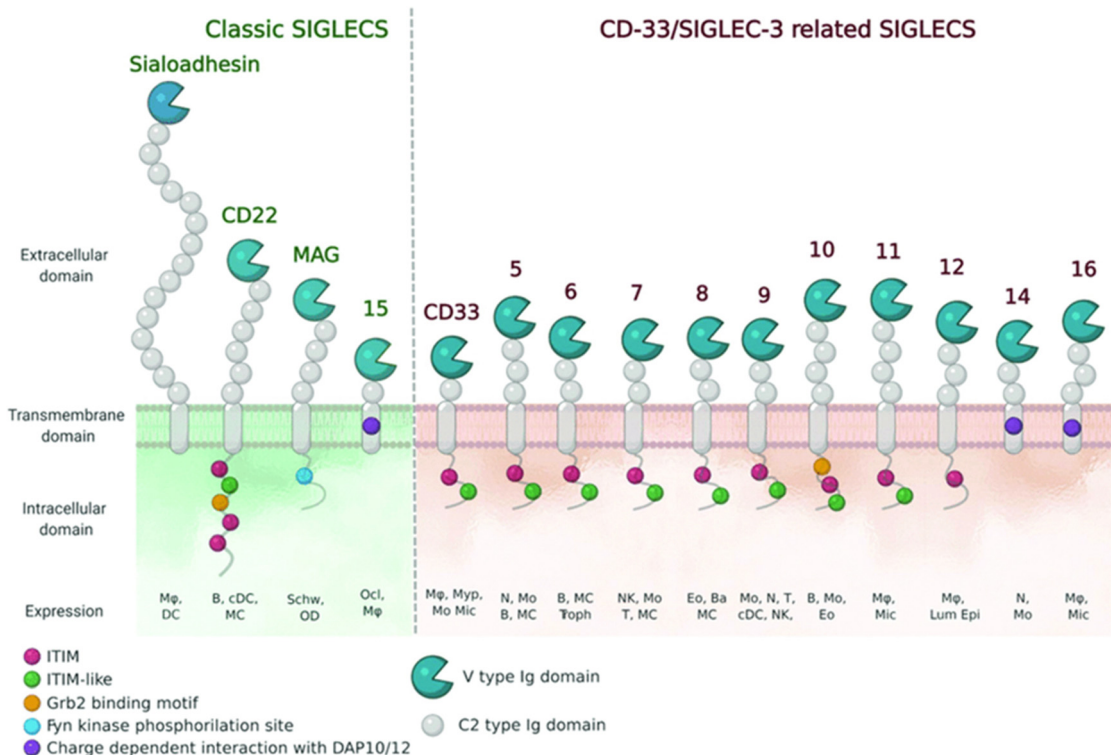 Classic SIGLECS
CD-33/SIGLEC-3 related SIGLECS
Sialoadhesin
CD22
MAG
15
CD33
5
6
7
8
9
10
11
12
14
16
Extracellular
domain
Transmembrane
domain
Intracellular
domain
Expression
Mφ,
DC
B, cDC,
MC
Schw,
OD
Ocl,
Mφ
Mφ, Myp,
Mo Mic
N, Mo
B, MC
B, MC
Troph
NK, Mo
T, MC
Eo, Ba
MC
Mo, N, T,
cDC, NK,
B, Mo,
Eo
Mφ,
Mic
Mφ,
Lum Epi
N,
Mo
Mφ,
Mic
ITIM
ITIM-like
Grb2 binding motif
Fyn kinase phosphorilation site
Charge dependent interaction with DAP10/12
V type Ig domain
C2 type Ig domain